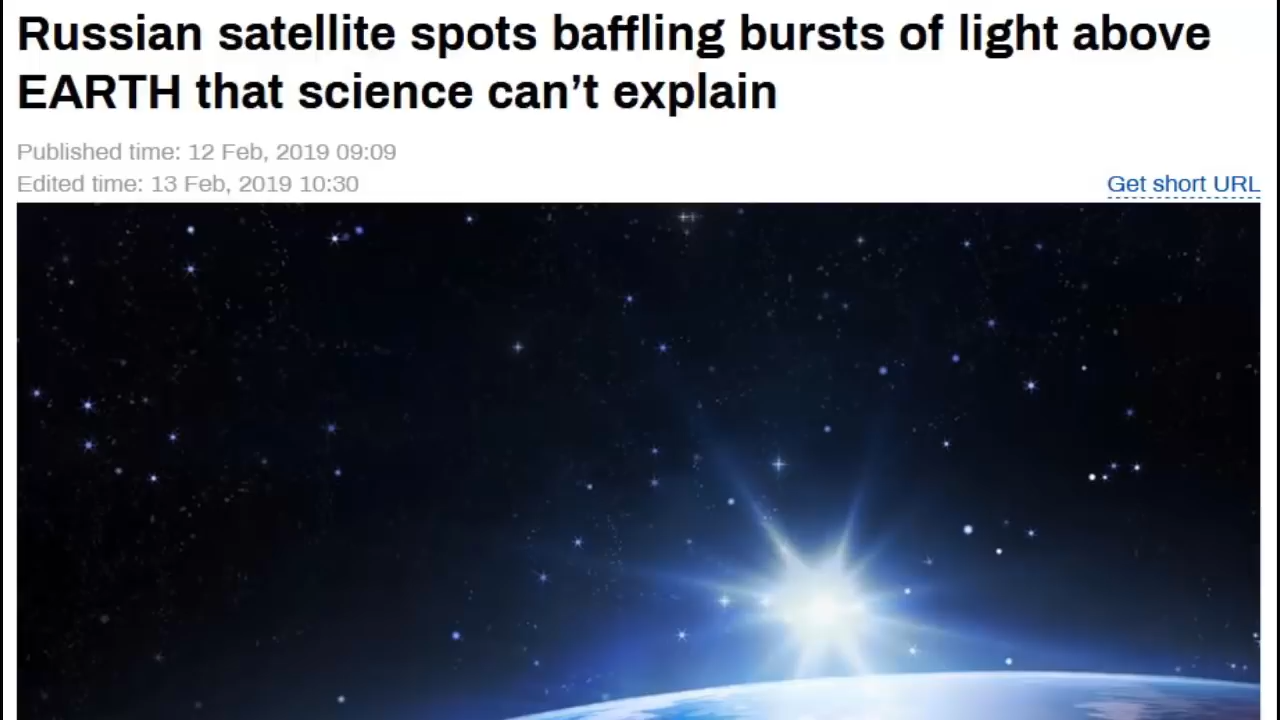 Russian satellite spots baffling bursts of light above
EARTH that science can’t explain
Published time: 12 Feb, 2019 09:09
Edited time: 13 Feb, 2019 10:30
Get short URL